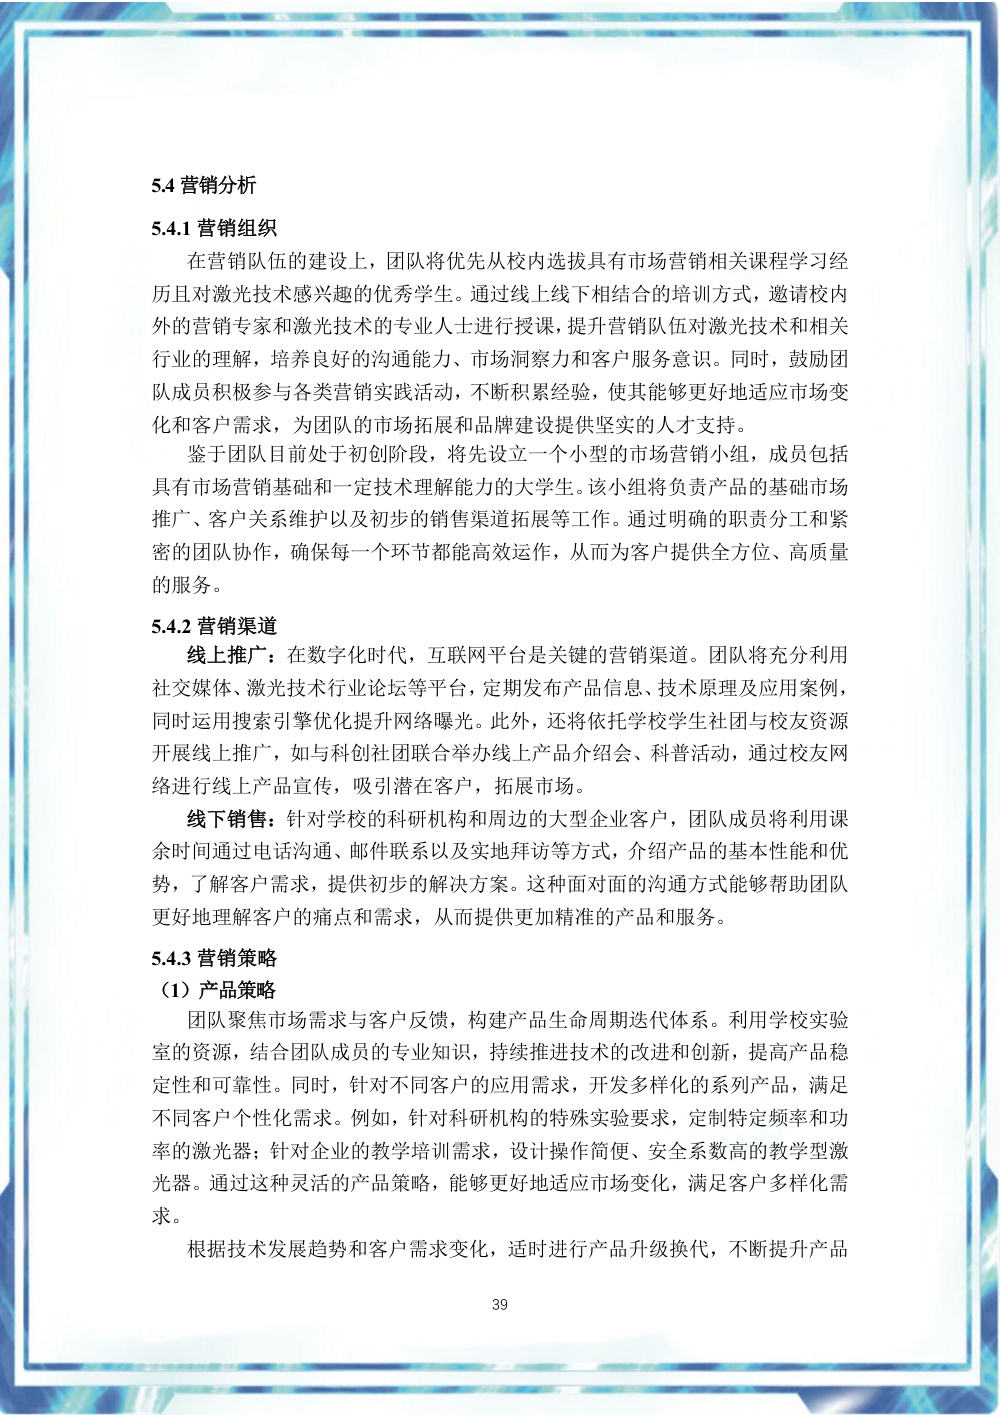 5.4 营销分析
5.4.1 营销组织
在营销队伍的建设上，团队将优先从校内选拔具有市场营销相关课程学习经
历且对激光技术感兴趣的优秀学生。通过线上线下相结合的培训方式，邀请校内
外的营销专家和激光技术的专业人士进行授课，提升营销队伍对激光技术和相关
行业的理解，培养良好的沟通能力、市场洞察力和客户服务意识。同时，鼓励团
队成员积极参与各类营销实践活动，不断积累经验，使其能够更好地适应市场变
化和客户需求，为团队的市场拓展和品牌建设提供坚实的人才支持。
鉴于团队目前处于初创阶段，将先设立一个小型的市场营销小组，成员包括
具有市场营销基础和一定技术理解能力的大学生。该小组将负责产品的基础市场
推广、客户关系维护以及初步的销售渠道拓展等工作。通过明确的职责分工和紧
密的团队协作，确保每一个环节都能高效运作，从而为客户提供全方位、高质量
的服务。
5.4.2 营销渠道
线上推广：在数字化时代，互联网平台是关键的营销渠道。团队将充分利用
社交媒体、激光技术行业论坛等平台，定期发布产品信息、技术原理及应用案例，
同时运用搜索引擎优化提升网络曝光。此外，还将依托学校学生社团与校友资源
开展线上推广，如与科创社团联合举办线上产品介绍会、科普活动，通过校友网
络进行线上产品宣传，吸引潜在客户，拓展市场。
线下销售：针对学校的科研机构和周边的大型企业客户，团队成员将利用课
余时间通过电话沟通、邮件联系以及实地拜访等方式，介绍产品的基本性能和优
势，了解客户需求，提供初步的解决方案。这种面对面的沟通方式能够帮助团队
更好地理解客户的痛点和需求，从而提供更加精准的产品和服务。
5.4.3 营销策略
（1）产品策略
团队聚焦市场需求与客户反馈，构建产品生命周期迭代体系。利用学校实验
室的资源，结合团队成员的专业知识，持续推进技术的改进和创新，提高产品稳
定性和可靠性。同时，针对不同客户的应用需求，开发多样化的系列产品，满足
不同客户个性化需求。例如，针对科研机构的特殊实验要求，定制特定频率和功
率的激光器；针对企业的教学培训需求，设计操作简便、安全系数高的教学型激
光器。通过这种灵活的产品策略，能够更好地适应市场变化，满足客户多样化需
求。
根据技术发展趋势和客户需求变化，适时进行产品升级换代，不断提升产品
39